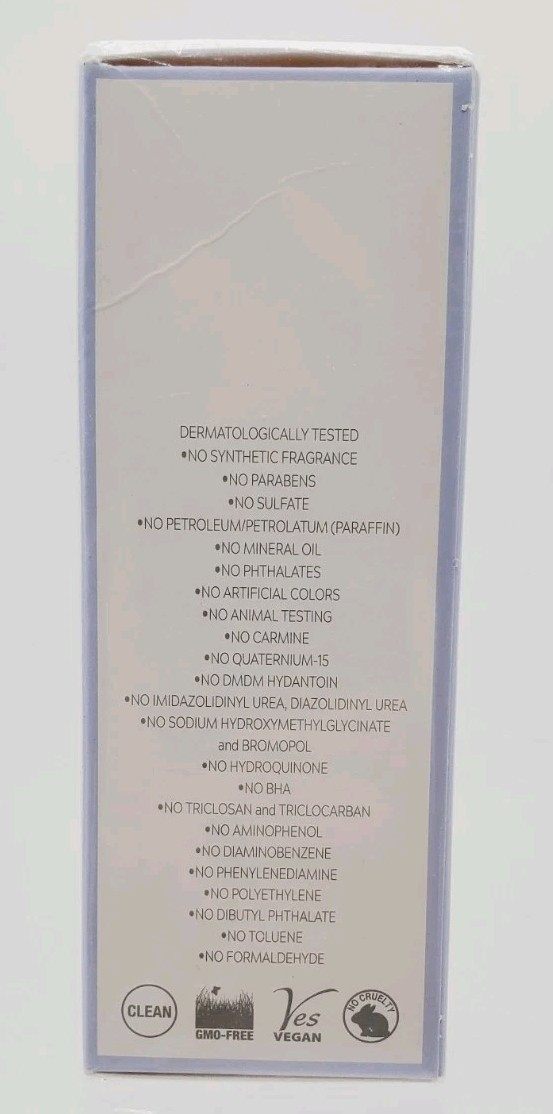 DERMATOLOGICALLY TESTED
•NO SYNTHETIC FRAGRANCE
•NO PARABENS
•NO SULFATE
•NO PETROLEUM/PETROLATUM (PARAFFIN)
•NO MINERAL OIL
•NO PHTHALATES
•NO ARTIFICIAL COLORS
•NO ANIMAL TESTING
•NO CARMINE
•NO QUATERNIUM-15
•NO DMDM HYDANTOIN
•NO IMIDAZOLIDINYL UREA, DIAZOLIDINYL UREA
•NO SODIUM HYDROXYMETHYLGLYCINATE
and BROMOPOL
•NO HYDROQUINONE
•NO BHA
•NO TRICLOSAN and TRICLOCARBAN
•NO AMINOPHENOL
•NO DIAMINOBENZENE
•NO PHENYLENEDIAMINE
•NO POLYETHYLENE
•NO DIBUTYL PHTHALATE
•NO TOLUENE
•NO FORMALDEHYDE
CLEAN
GMO-FREE
Yes
VEGAN
NO CRUELTY